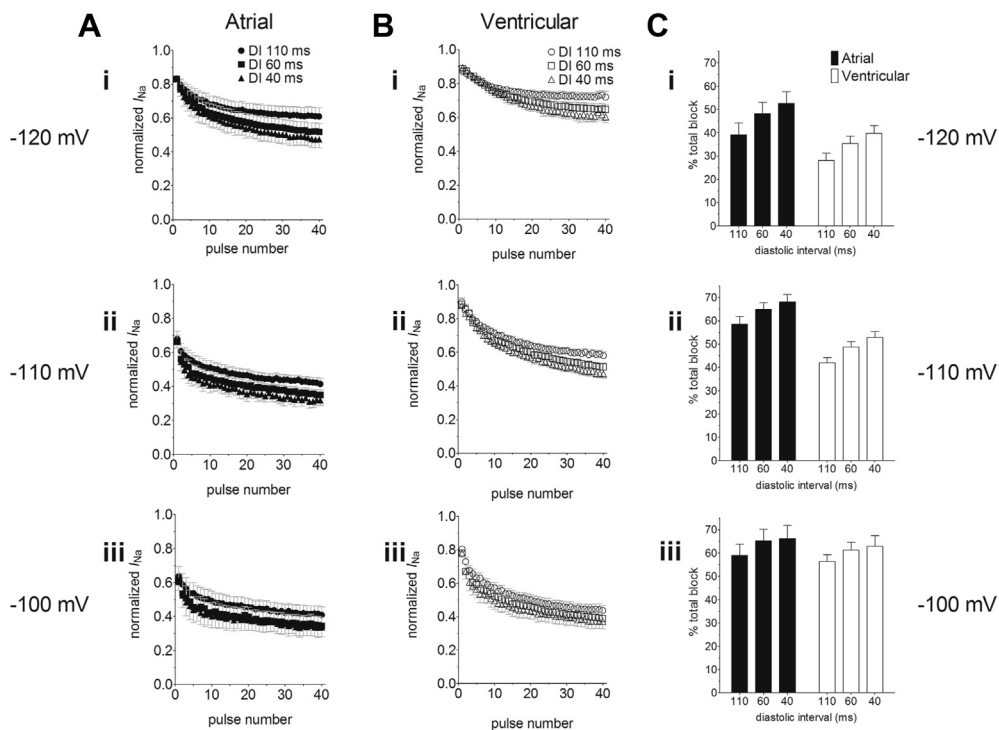 A Atrial
B Ventricular
C
-120 mV
i
normalized INa
1.0
0.8
0.6
0.4
0.2
0.0
DI 110 ms
DI 60 ms
DI 40 ms
0 10 20 30 40
pulse number
i
normalized INa
1.0
0.8
0.6
0.4
0.2
0.0
DI 110 ms
DI 60 ms
DI 40 ms
0 10 20 30 40
pulse number
i
% total block
70
60
50
40
30
20
10
0
Atrial
Ventricular
110 60 40 110 60 40
diastolic interval (ms)
-120 mV
-110 mV
ii
normalized INa
1.0
0.8
0.6
0.4
0.2
0.0
0 10 20 30 40
pulse number
ii
normalized INa
1.0
0.8
0.6
0.4
0.2
0.0
0 10 20 30 40
pulse number
ii
% total block
70
60
50
40
30
20
10
0
110 60 40 110 60 40
diastolic interval (ms)
-110 mV
-100 mV
iii
normalized INa
1.0
0.8
0.6
0.4
0.2
0.0
0 10 20 30 40
pulse number
iii
normalized INa
1.0
0.8
0.6
0.4
0.2
0.0
0 10 20 30 40
pulse number
iii
% total block
70
60
50
40
30
20
10
0
110 60 40 110 60 40
diastolic interval (ms)
-100 mV